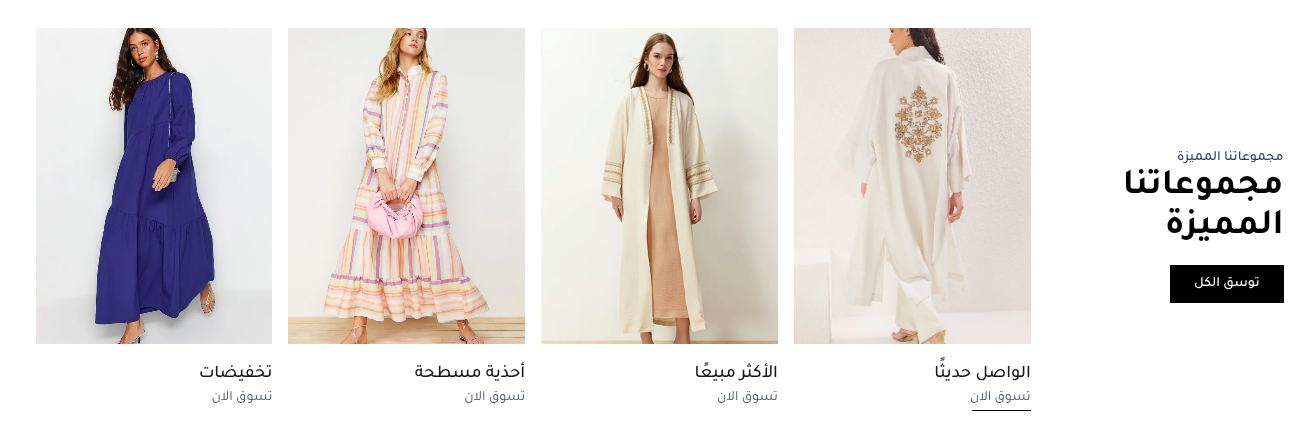 مجموعاتنا المميزة
مجموعاتنا
المميزة
توسق الكل
الواصل حديثًا
تسوق الان
الأكثر مبيعًا
تسوق الان
أحذية مسطحة
تسوق الان
تخفيضات
تسوق الان